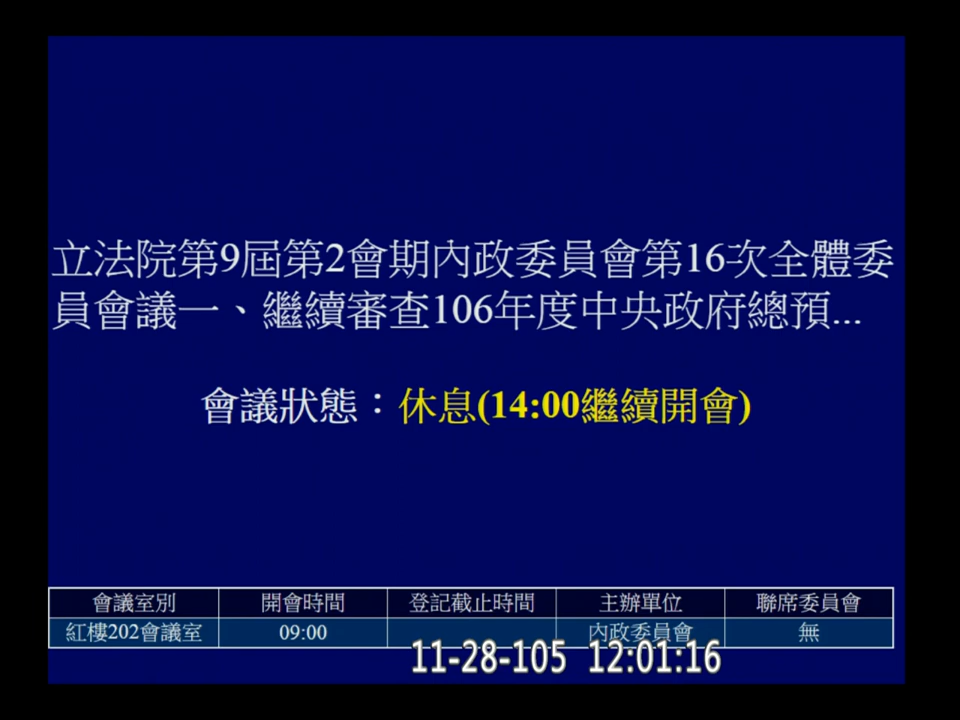 立法院第9屆第2會期內政委員會第16次全體委
員會議一、繼續審查106年度中央政府總預...
會議狀態：休息(14:00繼續開會)
會議室別 開會時間 登記截止時間 主辦單位 聯席委員會
紅樓202會議室 09:00 內政委員會 無
11-28-105 12:01:16